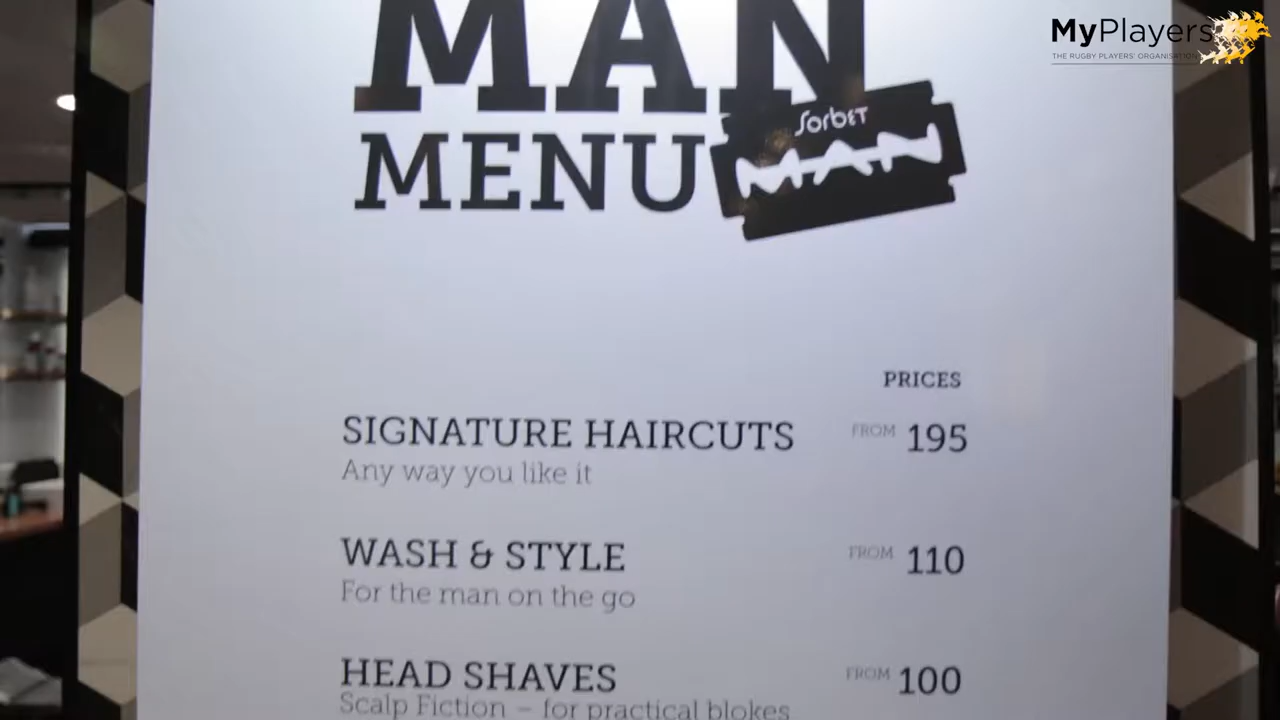 MyPlayers
THE RUGBY PLAYERS' ORGANISATION
MAN
MENU
Sorbet
MAN
PRICES
SIGNATURE HAIRCUTS FROM 195
Any way you like it
WASH & STYLE FROM 110
For the man on the go
HEAD SHAVES FROM 100
Scalp Fiction – for practical blokes